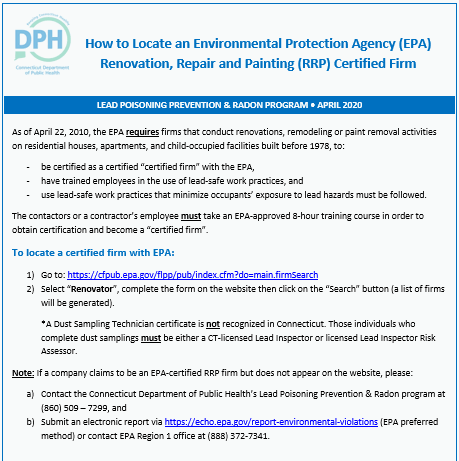 DPH
Connecticut Department
of Public Health
How to Locate an Environmental Protection Agency (EPA)
Renovation, Repair and Painting (RRP) Certified Firm
LEAD POISONING PREVENTION & RADON PROGRAM • APRIL 2020
As of April 22, 2010, the EPA requires firms that conduct renovations, remodeling or paint removal activities
on residential houses, apartments, and child-occupied facilities built before 1978, to:
- be certified as a certified “certified firm” with the EPA,
- have trained employees in the use of lead-safe work practices, and
- use lead-safe work practices that minimize occupants’ exposure to lead hazards must be followed.
The contactors or a contractor’s employee must take an EPA-approved 8-hour training course in order to
obtain certification and become a “certified firm”.
To locate a certified firm with EPA:
1) Go to: https://cfpub.epa.gov/flpp/pub/index.cfm?do=main.firmSearch
2) Select “Renovator”, complete the form on the website then click on the “Search” button (a list of firms
will be generated).
*A Dust Sampling Technician certificate is not recognized in Connecticut. Those individuals who
complete dust samplings must be either a CT-licensed Lead Inspector or licensed Lead Inspector Risk
Assessor.
Note: If a company claims to be an EPA-certified RRP firm but does not appear on the website, please:
a) Contact the Connecticut Department of Public Health’s Lead Poisoning Prevention & Radon program at
(860) 509 – 7299, and
b) Submit an electronic report via https://echo.epa.gov/report-environmental-violations (EPA preferred
method) or contact EPA Region 1 office at (888) 372-7341.